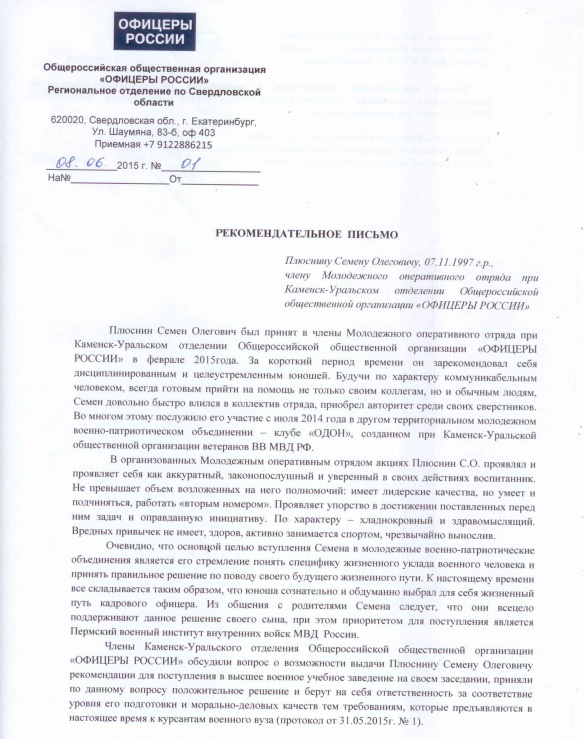 ОФИЦЕРЫ
РОССИИ
Общероссийская общественная организация
«ОФИЦЕРЫ РОССИИ»
Региональное отделение по Свердловской
области
620020, Свердловская обл., г. Екатеринбург,
Ул. Шаумяна, 83-б, оф 403
Приемная +7 9122886215
08. 06. 2015 г. № 01
На№ От
РЕКОМЕНДАТЕЛЬНОЕ ПИСЬМО
Плюснину Семену Олеговичу, 07.11.1997 г.р.,
члену Молодежного оперативного отряда при
Каменск-Уральском отделении Общероссийской
общественной организации «ОФИЦЕРЫ РОССИИ»
Плюснин Семен Олегович был принят в члены Молодежного оперативного отряда при
Каменск-Уральском отделении Общероссийской общественной организации «ОФИЦЕРЫ
РОССИИ» в феврале 2015года. За короткий период времени он зарекомендовал себя
дисциплинированным и целеустремленным юношей. Будучи по характеру коммуникабельным
человеком, всегда готовым прийти на помощь не только своим коллегам, но и обычным людям,
Семен довольно быстро влился в коллектив отряда, приобрел авторитет среди своих сверстников.
Во многом этому послужило его участие с июля 2014 года в другом территориальном молодежном
военно-патриотическом объединении – клубе «ОДОН», созданном при Каменск-Уральской
общественной организации ветеранов ВВ МВД РФ.
В организованных Молодежным оперативным отрядом акциях Плюснин С.О. проявлял и
проявляет себя как аккуратный, законопослушный и уверенный в своих действиях воспитанник.
Не превышает объем возложенных на него полномочий: имеет лидерские качества, но умеет и
подчиняться, работать «вторым номером». Проявляет упорство в достижении поставленных перед
ним задач и оправданную инициативу. По характеру – хладнокровный и здравомыслящий.
Вредных привычек не имеет, здоров, активно занимается спортом, чрезвычайно вынослив.
Очевидно, что основной целью вступления Семена в молодежные военно-патриотические
объединения является его стремление понять специфику жизненного уклада военного человека и
принять правильное решение по поводу своего будущего жизненного пути. К настоящему времени
все складывается таким образом, что юноша сознательно и обдуманно выбрал для себя жизненный
путь кадрового офицера. Из общения с родителями Семена следует, что они всецело
поддерживают данное решение своего сына, при этом приоритетом для поступления является
Пермский военный институт внутренних войск МВД России.
Члены Каменск-Уральского отделения Общероссийской общественной организации
«ОФИЦЕРЫ РОССИИ» обсудили вопрос о возможности выдачи Плюснину Семену Олеговичу
рекомендации для поступления в высшее военное учебное заведение на своем заседании, приняли
по данному вопросу положительное решение и берут на себя ответственность за соответствие
уровня его подготовки и морально-деловых качеств тем требованиям, которые предъявляются в
настоящее время к курсантам военного вуза (протокол от 31.05.2015г. № 1).